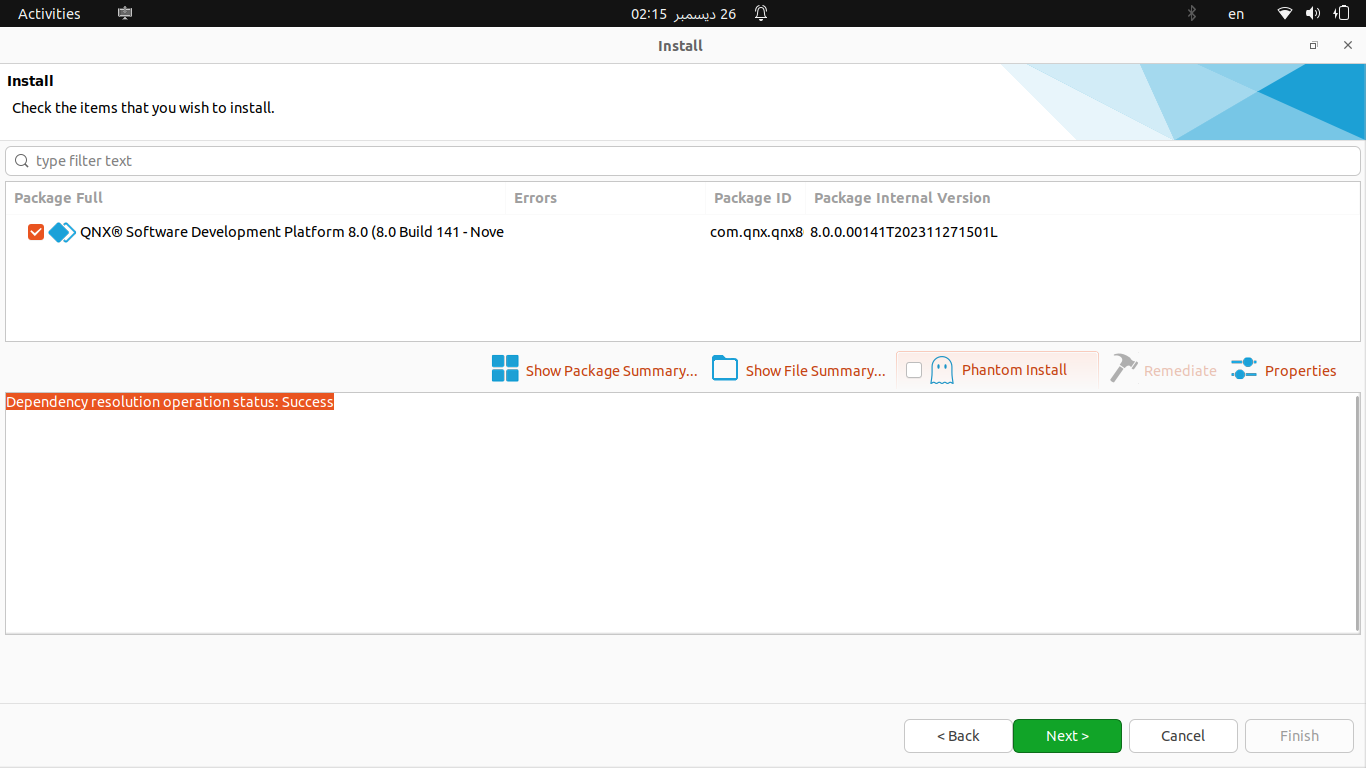 Activities
26 ديسمبر 02:15
en
Install
Install
Check the items that you wish to install.
type filter text
Package Full Errors Package ID Package Internal Version
QNX® Software Development Platform 8.0 (8.0 Build 141 - Nove com.qnx.qnx8 8.0.0.00141T202311271501L
Show Package Summary... Show File Summary... Phantom Install Remediate Properties
Dependency resolution operation status: Success
< Back Next > Cancel Finish